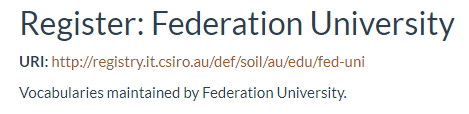 Register: Federation University
URI: http://registry.it.csiro.au/def/soil/au/edu/fed-uni
Vocabularies maintained by Federation University.